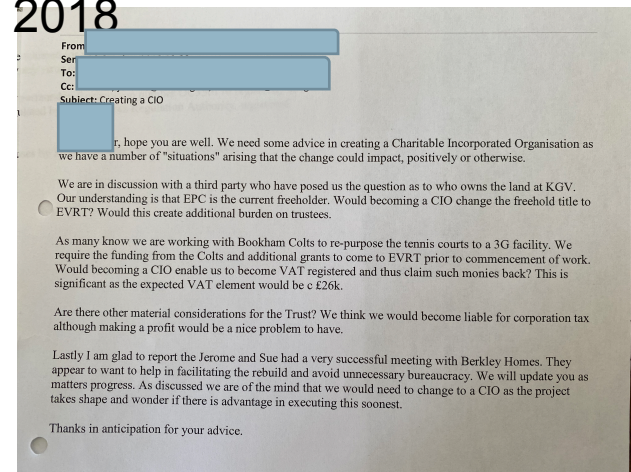 2018
From
Sen
To:
Cc:
Subject: Creating a CIO
r, hope you are well. We need some advice in creating a Charitable Incorporated Organisation as
we have a number of "situations" arising that the change could impact, positively or otherwise.
We are in discussion with a third party who have posed us the question as to who owns the land at KGV.
Our understanding is that EPC is the current freeholder. Would becoming a CIO change the freehold title to
EVRT? Would this create additional burden on trustees.
As many know we are working with Bookham Colts to re-purpose the tennis courts to a 3G facility. We
require the funding from the Colts and additional grants to come to EVRT prior to commencement of work.
Would becoming a CIO enable us to become VAT registered and thus claim such monies back? This is
significant as the expected VAT element would be c £26k.
Are there other material considerations for the Trust? We think we would become liable for corporation tax
although making a profit would be a nice problem to have.
Lastly I am glad to report the Jerome and Sue had a very successful meeting with Berkley Homes. They
appear to want to help in facilitating the rebuild and avoid unnecessary bureaucracy. We will update you as
matters progress. As discussed we are of the mind that we would need to change to a CIO as the project
takes shape and wonder if there is advantage in executing this soonest.
Thanks in anticipation for your advice.